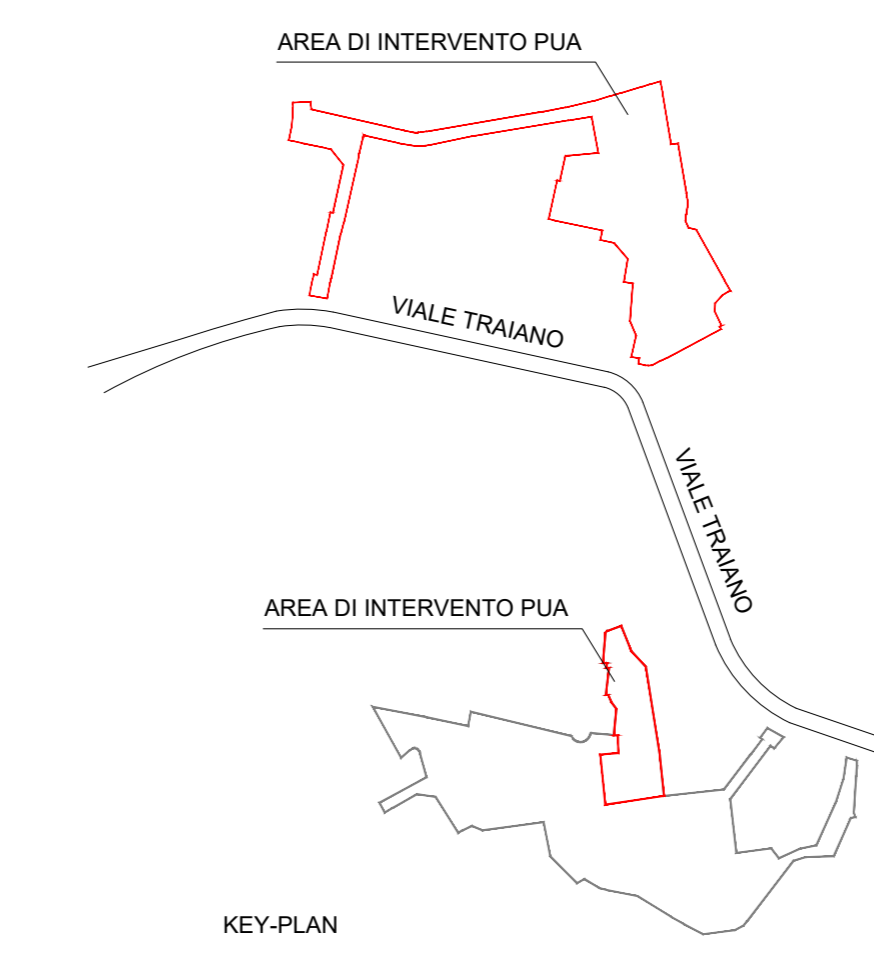 AREA DI INTERVENTO PUA
VIALE TRAIANO
VIALE TRAIANO
AREA DI INTERVENTO PUA
KEY-PLAN